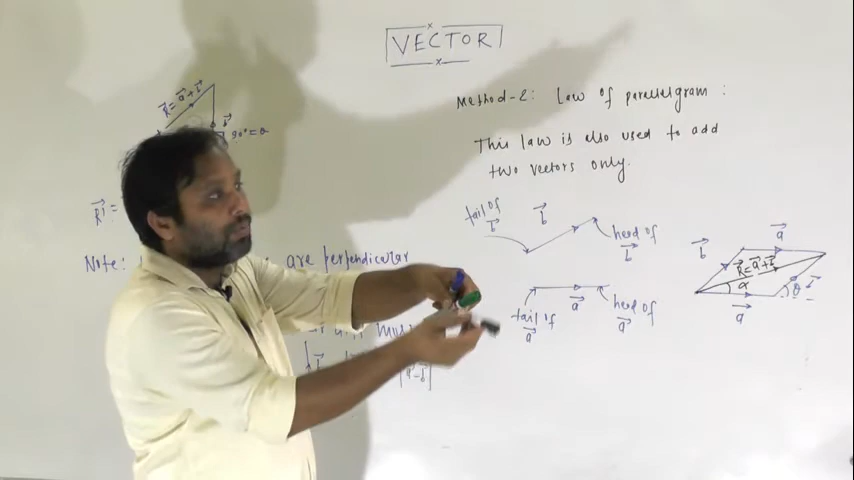 VECTOR
R⃗ = a⃗ + b⃗
b⃗
90° = θ
R⃗ =
Note:
are perpendicular
|a⃗ - b⃗|
Method-2: Law of parallelgram :
This law is also used to add
two vectors only.
tail of
b⃗
b⃗
head of
b⃗
tail of
a⃗
a⃗
head of
a⃗
a⃗
b⃗
R⃗ = a⃗ + b⃗
α
θ
b⃗
a⃗